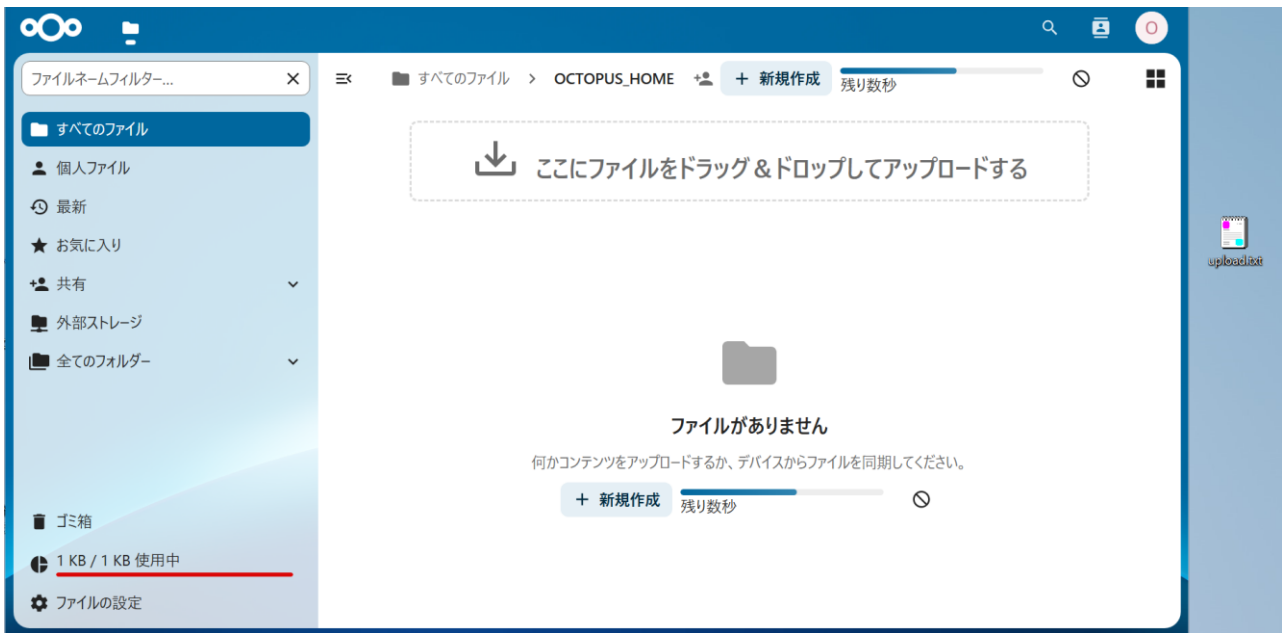 O
ファイルネームフィルター...
すべてのファイル
個人ファイル
最新
お気に入り
共有
外部ストレージ
全てのフォルダー
ゴミ箱
1 KB / 1 KB 使用中
ファイルの設定
すべてのファイル > OCTOPUS_HOME + 新規作成 残り数秒
ここにファイルをドラッグ&ドロップしてアップロードする
ファイルがありません
何かコンテンツをアップロードするか、デバイスからファイルを同期してください。
+ 新規作成 残り数秒
upload.txt